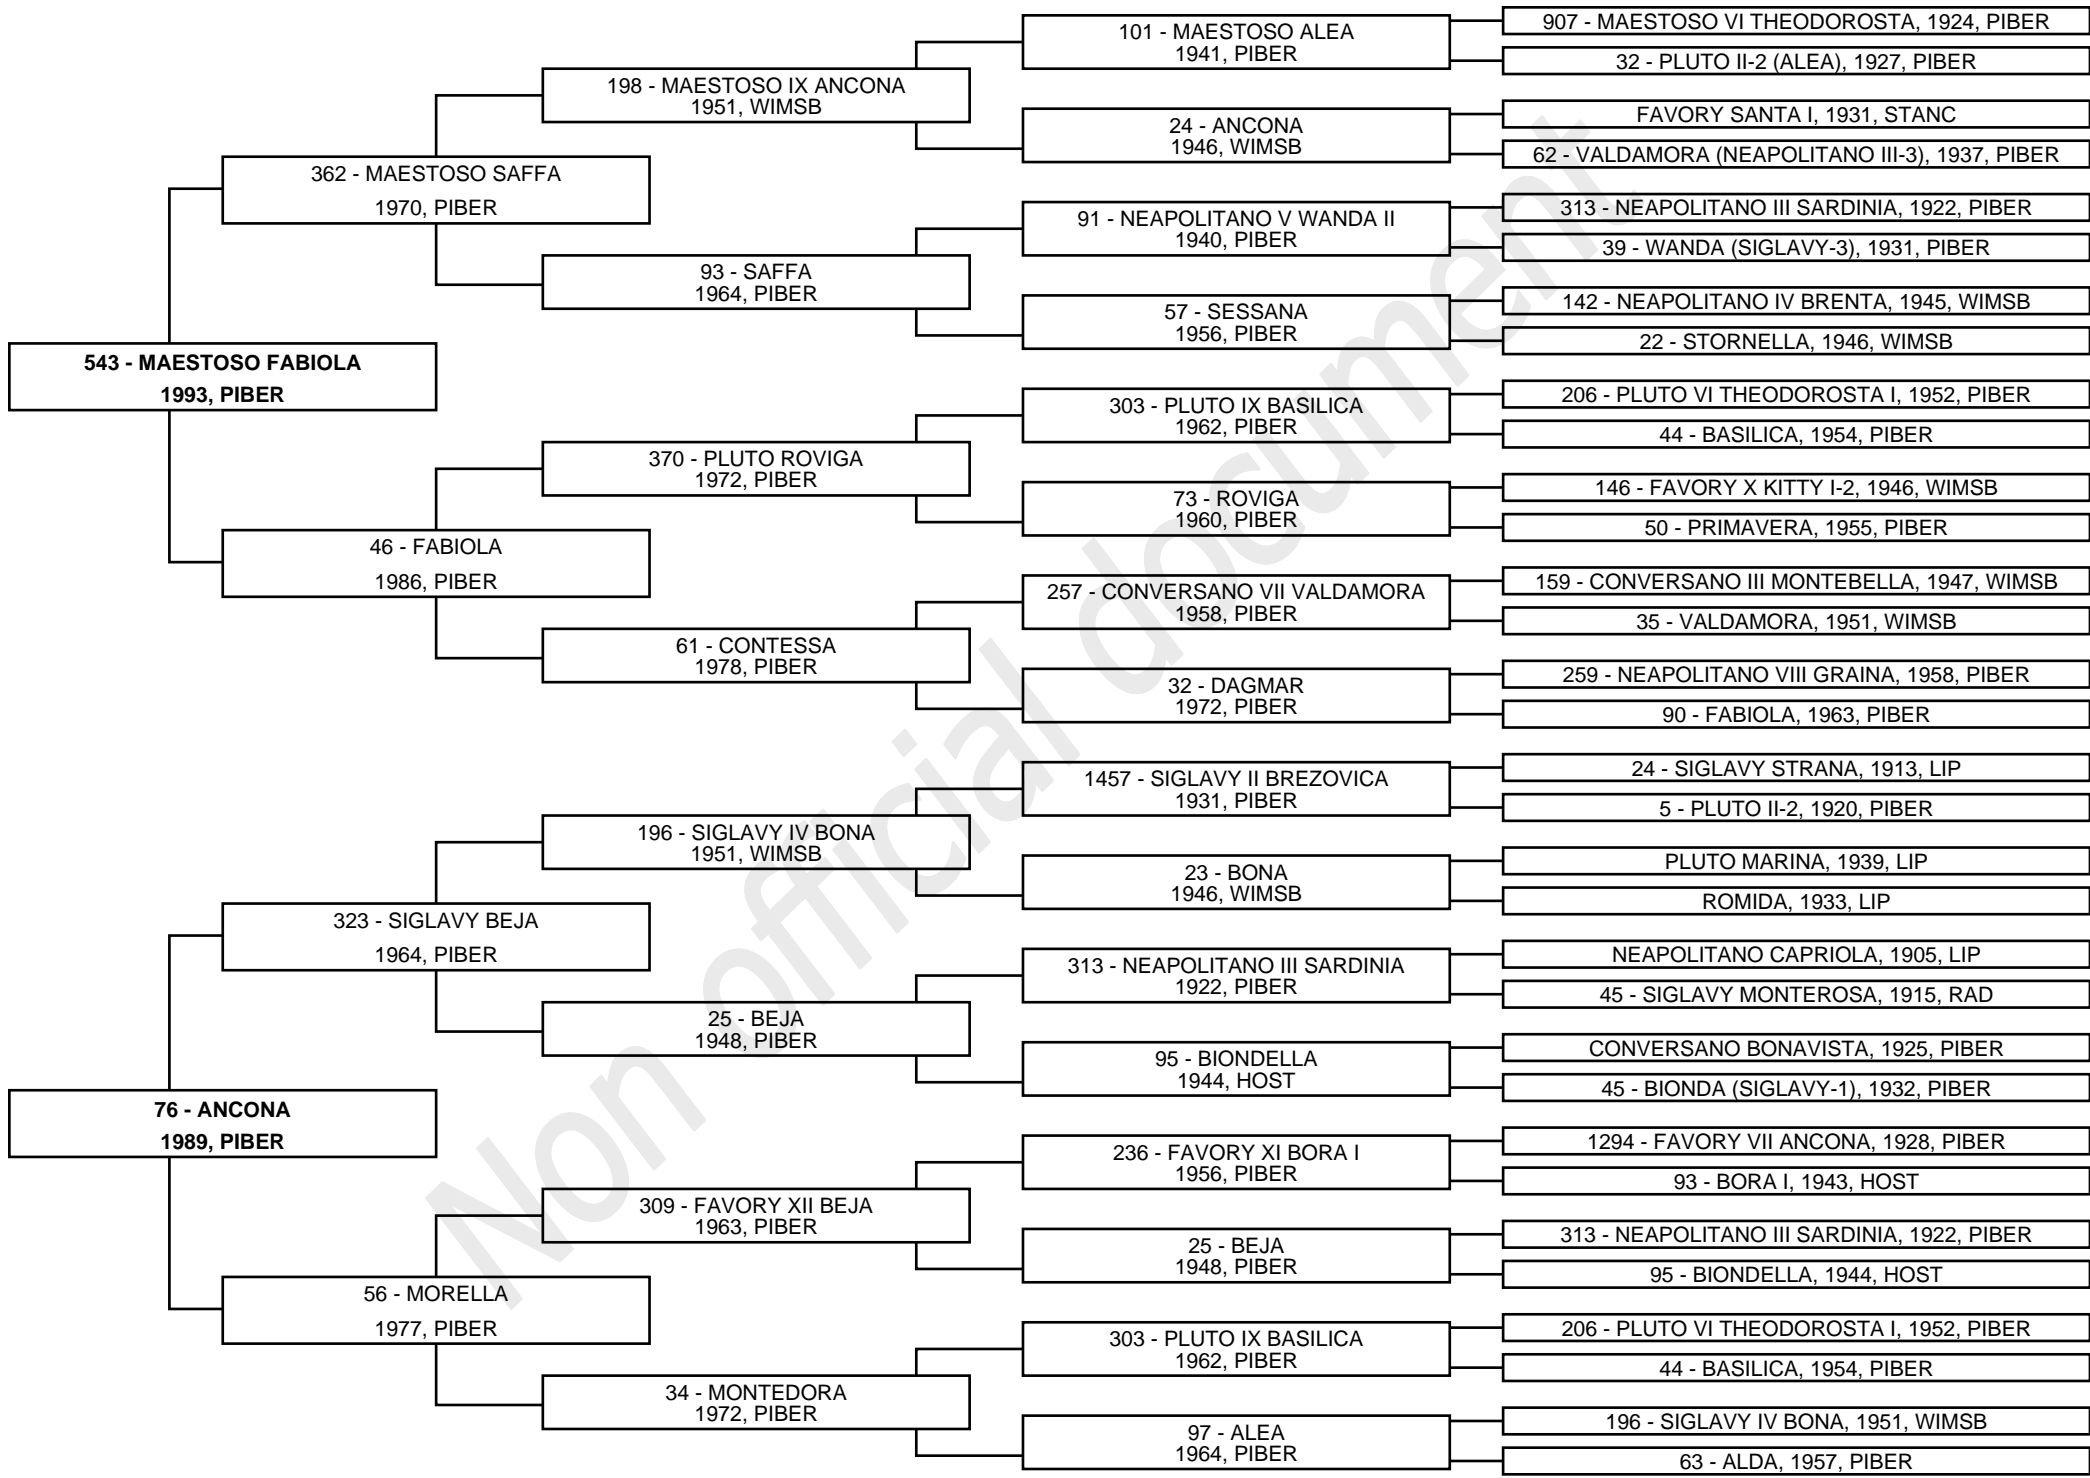 543 - MAESTOSO FABIOLA
1993, PIBER
76 - ANCONA
1989, PIBER
362 - MAESTOSO SAFFA
1970, PIBER
46 - FABIOLA
1986, PIBER
323 - SIGLAVY BEJA
1964, PIBER
56 - MORELLA
1977, PIBER
198 - MAESTOSO IX ANCONA
1951, WIMSB
93 - SAFFA
1964, PIBER
370 - PLUTO ROVIGA
1972, PIBER
61 - CONTESSA
1978, PIBER
196 - SIGLAVY IV BONA
1951, WIMSB
25 - BEJA
1948, PIBER
309 - FAVORY XII BEJA
1963, PIBER
34 - MONTEDORA
1972, PIBER
101 - MAESTOSO ALEA
1941, PIBER
24 - ANCONA
1946, WIMSB
91 - NEAPOLITANO V WANDA II
1940, PIBER
57 - SESSANA
1956, PIBER
303 - PLUTO IX BASILICA
1962, PIBER
73 - ROVIGA
1960, PIBER
257 - CONVERSANO VII VALDAMORA
1958, PIBER
32 - DAGMAR
1972, PIBER
1457 - SIGLAVY II BREZOVICA
1931, PIBER
23 - BONA
1946, WIMSB
313 - NEAPOLITANO III SARDINIA
1922, PIBER
95 - BIONDELLA
1944, HOST
236 - FAVORY XI BORA I
1956, PIBER
25 - BEJA
1948, PIBER
303 - PLUTO IX BASILICA
1962, PIBER
97 - ALEA
1964, PIBER
907 - MAESTOSO VI THEODOROSTA, 1924, PIBER
32 - PLUTO II-2 (ALEA), 1927, PIBER
FAVORY SANTA I, 1931, STANC
62 - VALDAMORA (NEAPOLITANO III-3), 1937, PIBER
313 - NEAPOLITANO III SARDINIA, 1922, PIBER
39 - WANDA (SIGLAVY-3), 1931, PIBER
142 - NEAPOLITANO IV BRENTA, 1945, WIMSB
22 - STORNELLA, 1946, WIMSB
206 - PLUTO VI THEODOROSTA I, 1952, PIBER
44 - BASILICA, 1954, PIBER
146 - FAVORY X KITTY I-2, 1946, WIMSB
50 - PRIMAVERA, 1955, PIBER
159 - CONVERSANO III MONTEBELLA, 1947, WIMSB
35 - VALDAMORA, 1951, WIMSB
259 - NEAPOLITANO VIII GRAINA, 1958, PIBER
90 - FABIOLA, 1963, PIBER
24 - SIGLAVY STRANA, 1913, LIP
5 - PLUTO II-2, 1920, PIBER
PLUTO MARINA, 1939, LIP
ROMIDA, 1933, LIP
NEAPOLITANO CAPRIOLA, 1905, LIP
45 - SIGLAVY MONTEROSA, 1915, RAD
CONVERSANO BONAVISTA, 1925, PIBER
45 - BIONDA (SIGLAVY-1), 1932, PIBER
1294 - FAVORY VII ANCONA, 1928, PIBER
93 - BORA I, 1943, HOST
313 - NEAPOLITANO III SARDINIA, 1922, PIBER
95 - BIONDELLA, 1944, HOST
206 - PLUTO VI THEODOROSTA I, 1952, PIBER
44 - BASILICA, 1954, PIBER
196 - SIGLAVY IV BONA, 1951, WIMSB
63 - ALDA, 1957, PIBER
Non official document